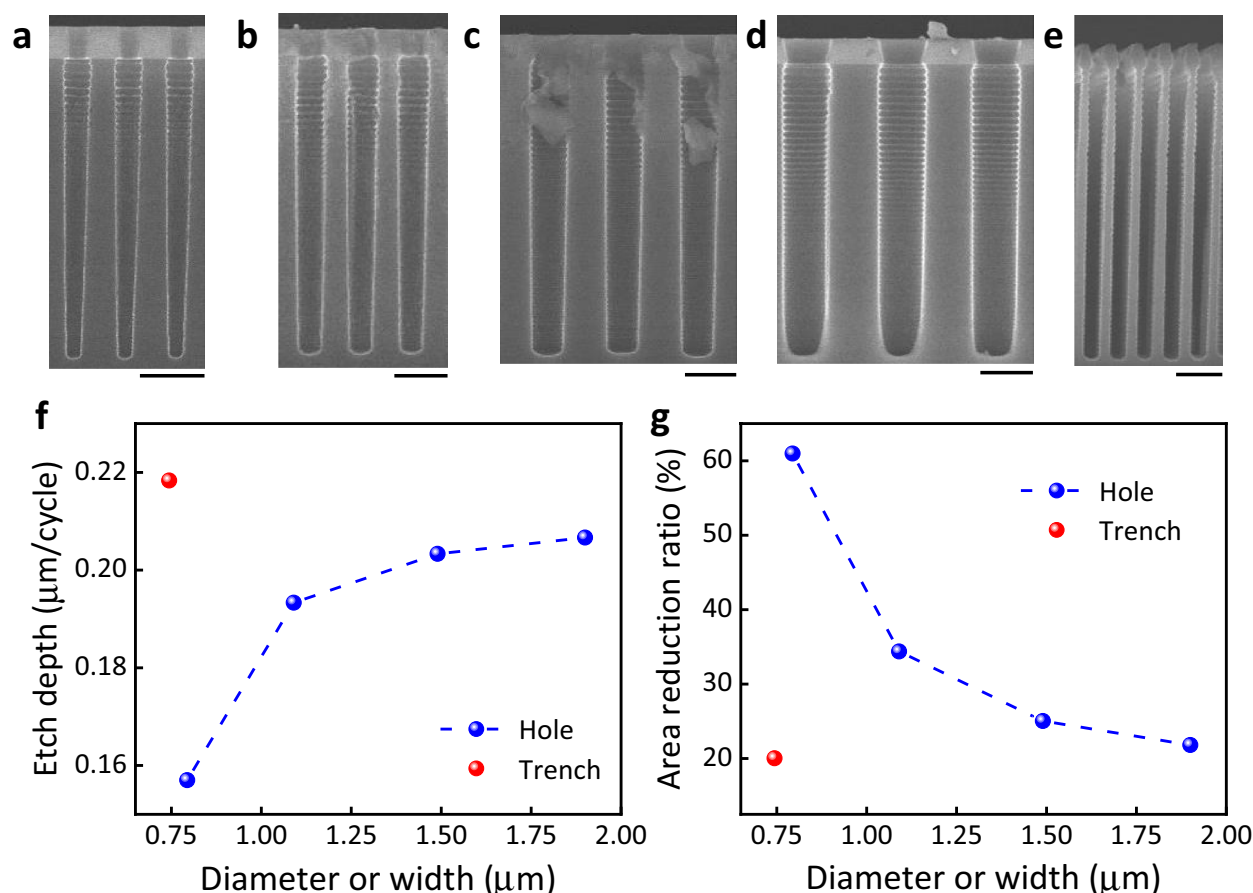 a
b
c
d
e
f
Etch depth (μm/cycle)
0.22
0.20
0.18
0.16
Hole
Trench
0.75 1.00 1.25 1.50 1.75 2.00
Diameter or width (μm)
g
Area reduction ratio (%)
60
50
40
30
20
Hole
Trench
0.75 1.00 1.25 1.50 1.75 2.00
Diameter or width (μm)